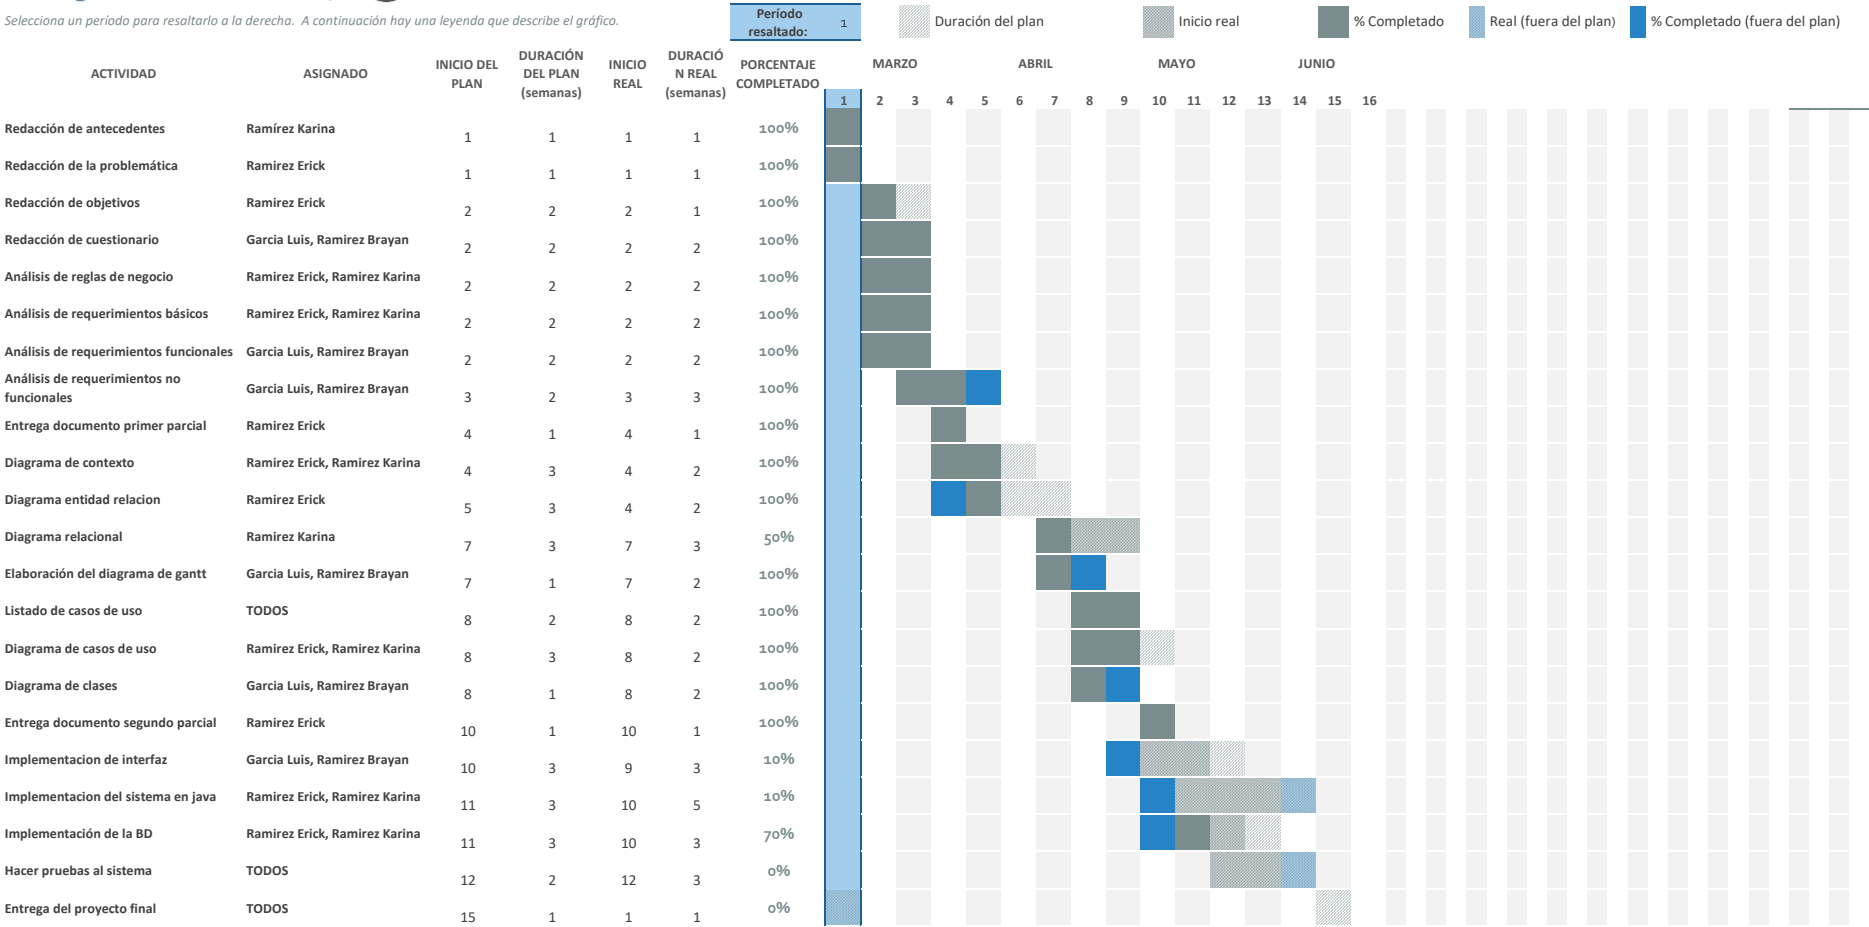 Selecciona un período para resaltarlo a la derecha. A continuación hay una leyenda que describe el gráfico.
Período resaltado: 1
Duración del plan
Inicio real
% Completado
Real (fuera del plan)
% Completado (fuera del plan)
ACTIVIDAD ASIGNADO INICIO DEL PLAN DURACIÓN DEL PLAN (semanas) INICIO REAL DURACIÓ N REAL (semanas) PORCENTAJE COMPLETADO MARZO ABRIL MAYO JUNIO
1 2 3 4 5 6 7 8 9 10 11 12 13 14 15 16
Redacción de antecedentes Ramírez Karina 1 1 1 1 100%
Redacción de la problemática Ramirez Erick 1 1 1 1 100%
Redacción de objetivos Ramirez Erick 2 2 2 1 100%
Redacción de cuestionario Garcia Luis, Ramirez Brayan 2 2 2 2 100%
Análisis de reglas de negocio Ramirez Erick, Ramirez Karina 2 2 2 2 100%
Análisis de requerimientos básicos Ramirez Erick, Ramirez Karina 2 2 2 2 100%
Análisis de requerimientos funcionales Garcia Luis, Ramirez Brayan 2 2 2 2 100%
Análisis de requerimientos no funcionales Garcia Luis, Ramirez Brayan 3 2 3 3 100%
Entrega documento primer parcial Ramirez Erick 4 1 4 1 100%
Diagrama de contexto Ramirez Erick, Ramirez Karina 4 3 4 2 100%
Diagrama entidad relacion Ramirez Erick 5 3 4 2 100%
Diagrama relacional Ramirez Karina 7 3 7 3 50%
Elaboración del diagrama de gantt Garcia Luis, Ramirez Brayan 7 1 7 2 100%
Listado de casos de uso TODOS 8 2 8 2 100%
Diagrama de casos de uso Ramirez Erick, Ramirez Karina 8 3 8 2 100%
Diagrama de clases Garcia Luis, Ramirez Brayan 8 1 8 2 100%
Entrega documento segundo parcial Ramirez Erick 10 1 10 1 100%
Implementacion de interfaz Garcia Luis, Ramirez Brayan 10 3 9 3 10%
Implementacion del sistema en java Ramirez Erick, Ramirez Karina 11 3 10 5 10%
Implementación de la BD Ramirez Erick, Ramirez Karina 11 3 10 3 70%
Hacer pruebas al sistema TODOS 12 2 12 3 0%
Entrega del proyecto final TODOS 15 1 1 1 0%